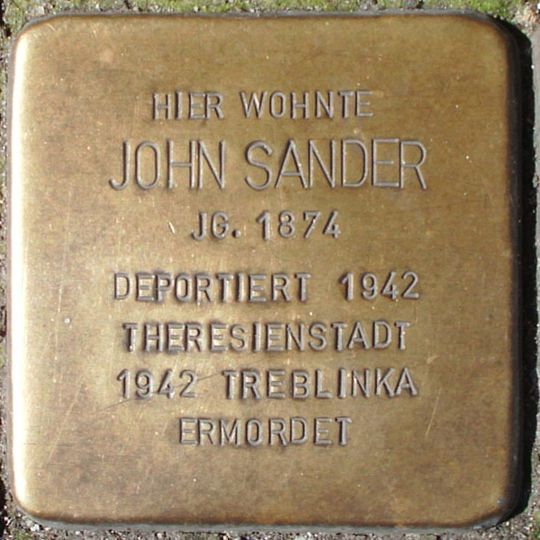 HIER WOHNTE
JOHN SANDER
JG. 1874
DEPORTIERT 1942
THERESIENSTADT
1942 TREBLINKA
ERMORDET